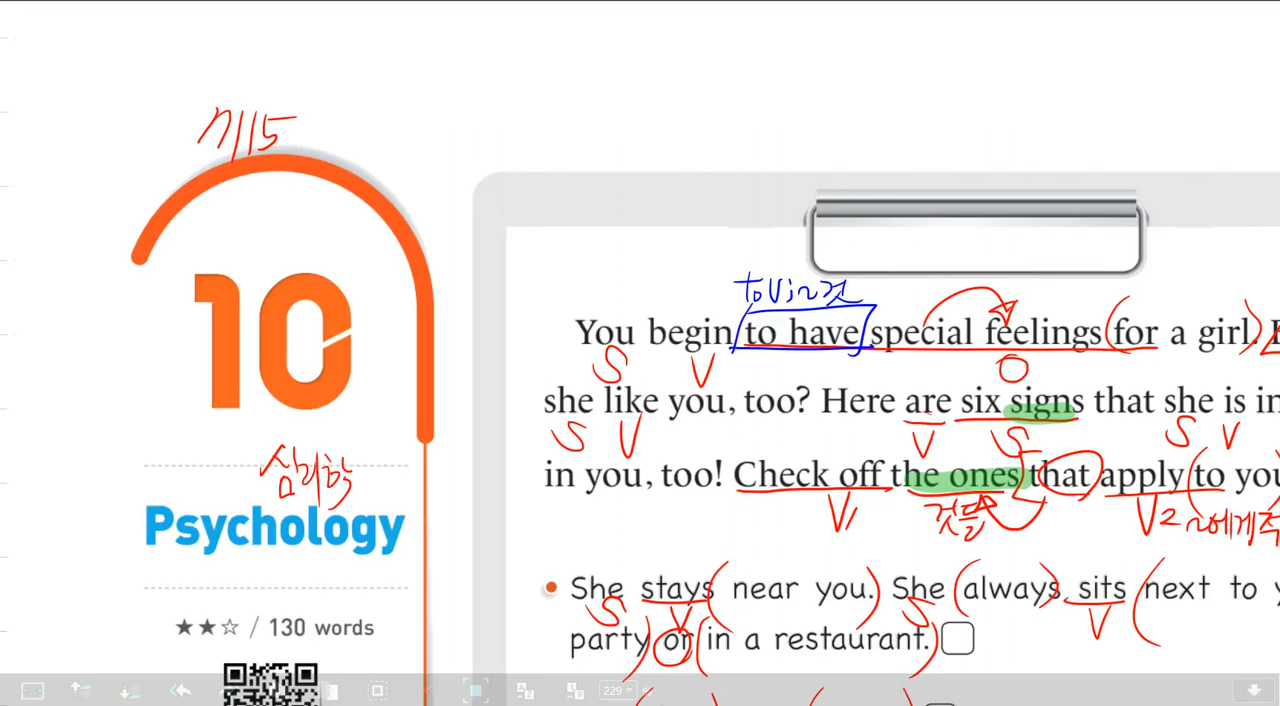 7/15
10
심리학
Psychology
★★☆ / 130 words
to V:~것
You begin to have special feelings for a girl.
S V O
she like you, too? Here are six signs that she is in
S V V S S V
in you, too! Check off the ones that apply to you
V1 것들 V2 ~에게
She stays near you. She always sits next to y
S V S V
party or in a restaurant.
229